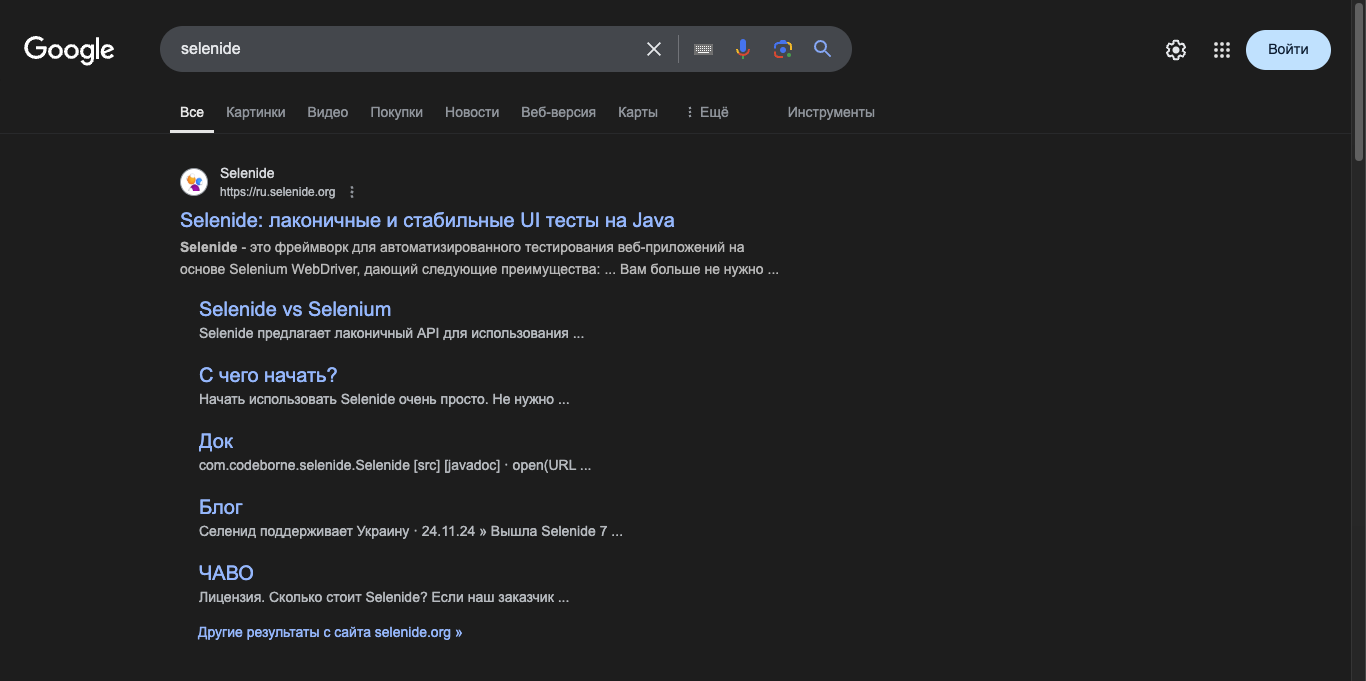 Google
selenide
Войти
Все Картинки Видео Покупки Новости Веб-версия Карты Ещё Инструменты
Selenide
https://ru.selenide.org
Selenide: лаконичные и стабильные UI тесты на Java
Selenide - это фреймворк для автоматизированного тестирования веб-приложений на
основе Selenium WebDriver, дающий следующие преимущества: ... Вам больше не нужно ...
Selenide vs Selenium
Selenide предлагает лаконичный API для использования ...
С чего начать?
Начать использовать Selenide очень просто. Не нужно ...
Док
com.codeborne.selenide.Selenide [src] [javadoc] · open(URL ...
Блог
Селенид поддерживает Украину · 24.11.24 » Вышла Selenide 7 ...
ЧАВО
Лицензия. Сколько стоит Selenide? Если наш заказчик ...
Другие результаты с сайта selenide.org »